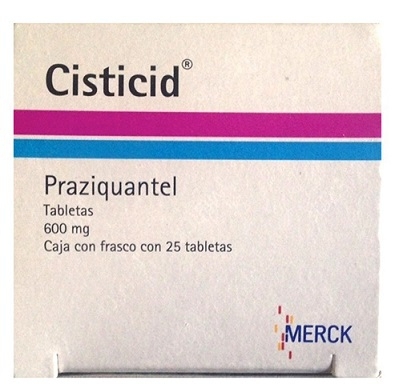 Cisticid®
Praziquantel
Tabletas
600 mg
Caja con frasco con 25 tabletas
MERCK